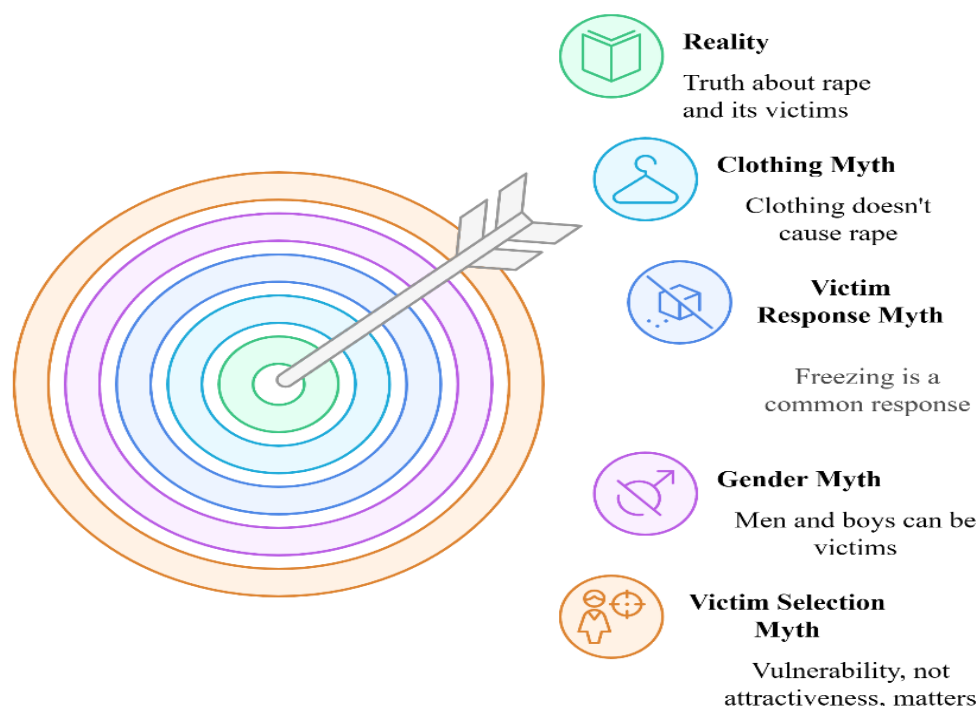 Reality
Truth about rape
and its victims
Clothing Myth
Clothing doesn't
cause rape
Victim
Response Myth
Freezing is a
common response
Gender Myth
Men and boys can be
victims
Victim Selection
Myth
Vulnerability, not
attractiveness, matters